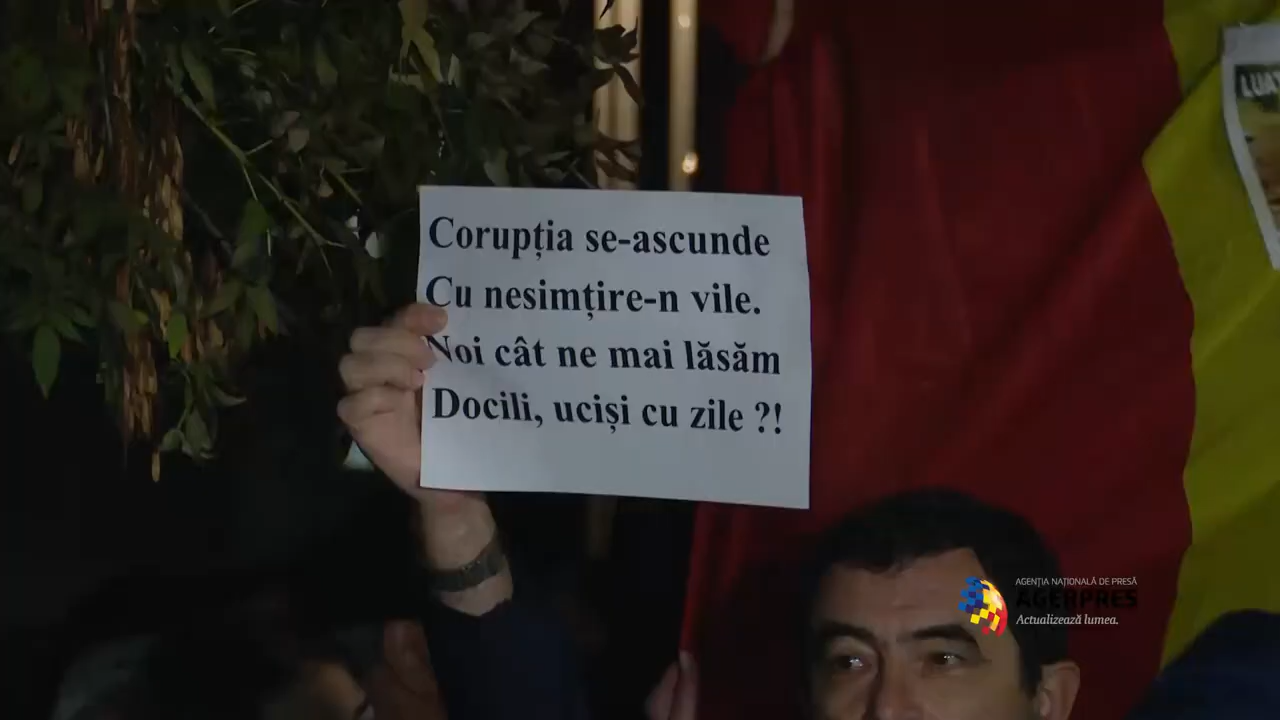 Corupția se-ascunde
Cu nesimțire-n vile.
Noi cât ne mai lăsăm
Docili, uciși cu zile ?!
LUA
AGENȚIA NAȚIONALĂ DE PRESĂ
AGERPRES
Actualizează lumea.